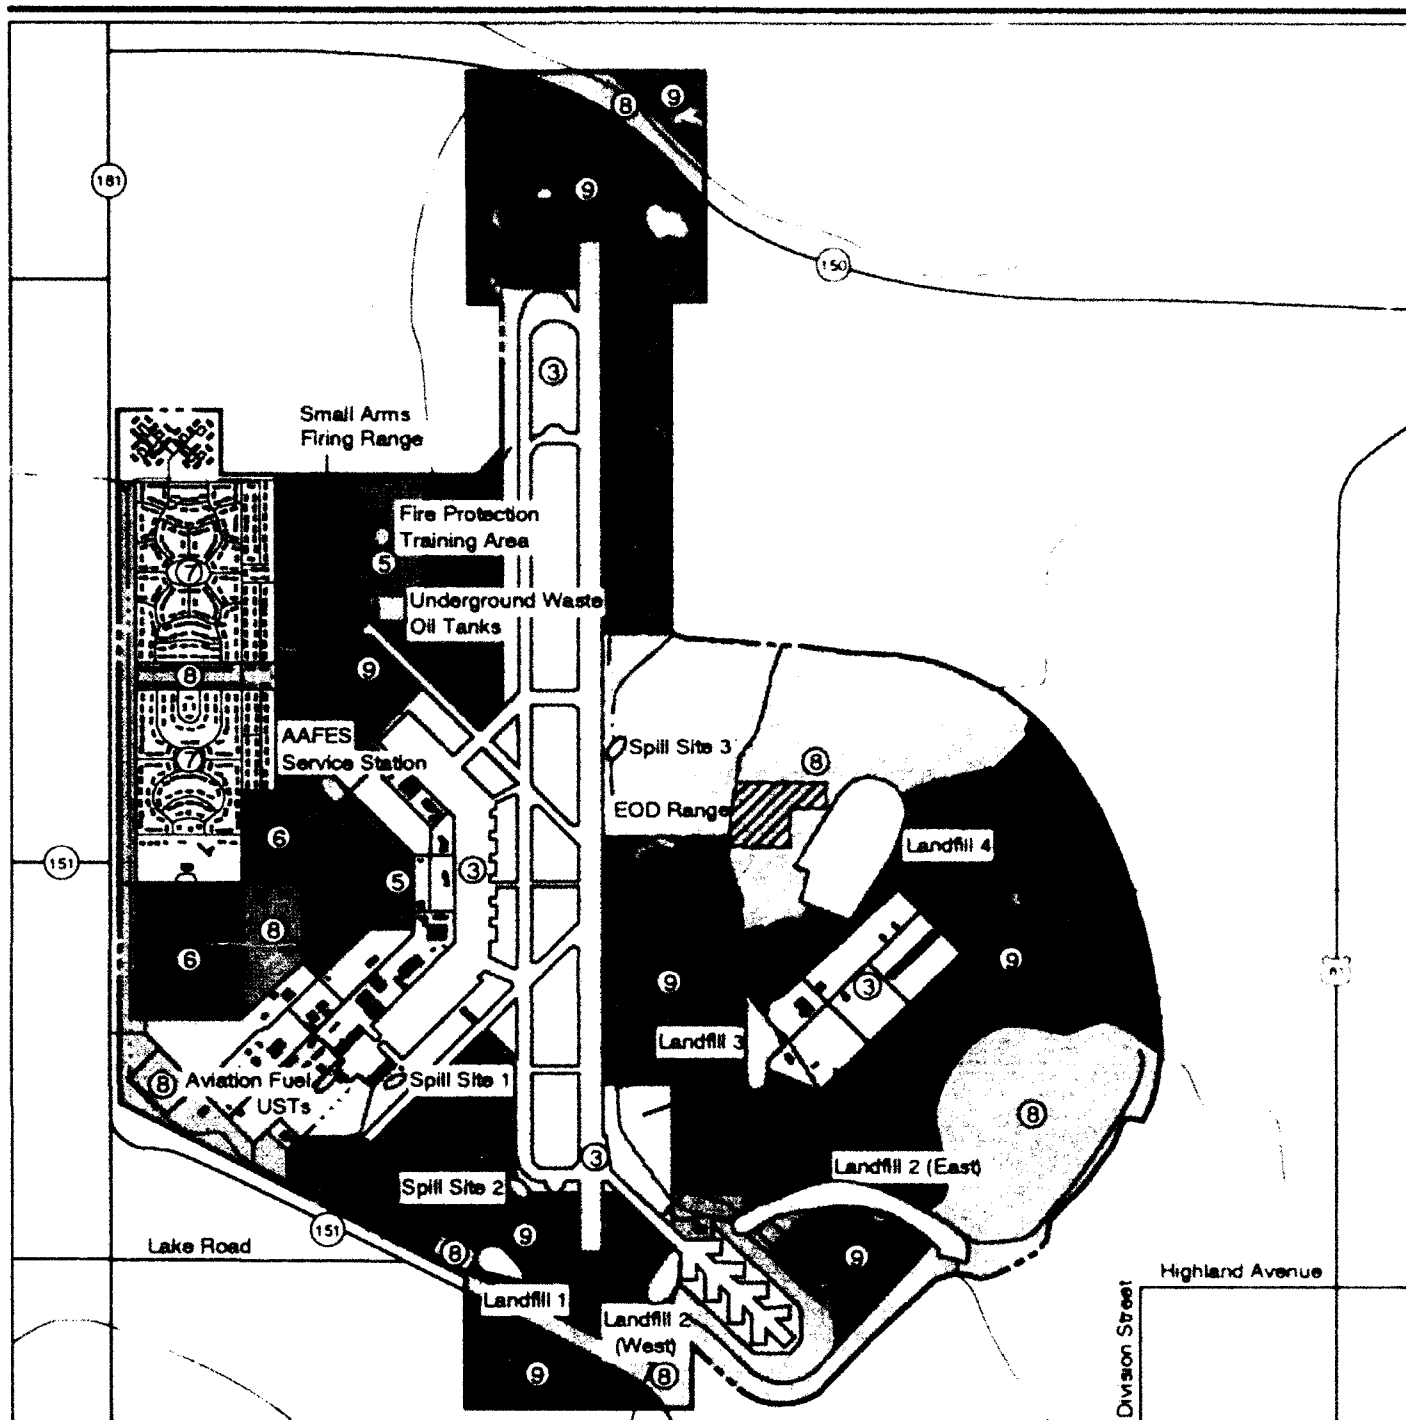 8
9
181
9
150
3
Small Arms
Firing Range
Fire Protection
Training Area
5
7
Underground Waste
Oil Tanks
9
8
AAFES
Service Station
Spill Site 3
8
7
EOD Range
6
Landfill 4
151
5
3
8
6
9
9
3
81
Landfill 3
8
Aviation Fuel
USTs
Spill Site 1
8
3
Landfill 2 (East)
Spill Site 2
151
9
Lake Road
8
9
Highland Avenue
Landfill 1
Landfill 2
(West)
Division Street
9
8